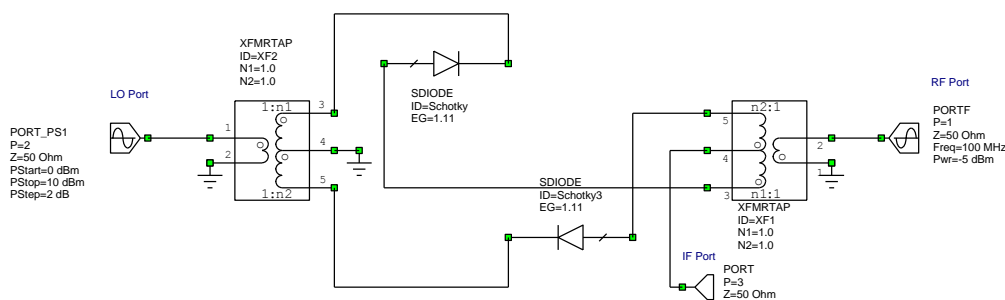 LO Port
PORT_PS1
P=2
Z=50 Ohm
PStart=0 dBm
PStop=10 dBm
PStep=2 dB
XFMRTAP
ID=XF2
N1=1.0
N2=1.0
1:n1
1
2
3
4
5
1:n2
SDIODE
ID=Schotky
EG=1.11
SDIODE
ID=Schotky3
EG=1.11
n2:1
5
4
3
2
1
n1:1
XFMRTAP
ID=XF1
N1=1.0
N2=1.0
RF Port
PORTF
P=1
Z=50 Ohm
Freq=100 MHz
Pwr=-5 dBm
IF Port
PORT
P=3
Z=50 Ohm